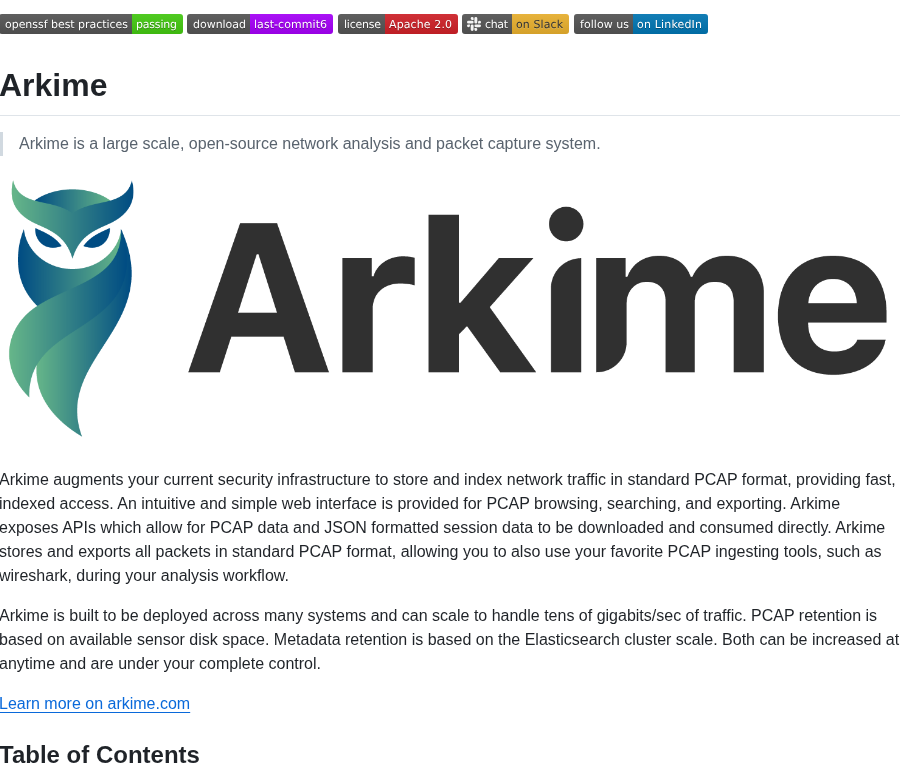 openssf best practices passing download last-commit6 license Apache 2.0 chat on Slack follow us on LinkedIn
Arkime
Arkime is a large scale, open-source network analysis and packet capture system.
Arkime
Arkime augments your current security infrastructure to store and index network traffic in standard PCAP format, providing fast,
indexed access. An intuitive and simple web interface is provided for PCAP browsing, searching, and exporting. Arkime
exposes APIs which allow for PCAP data and JSON formatted session data to be downloaded and consumed directly. Arkime
stores and exports all packets in standard PCAP format, allowing you to also use your favorite PCAP ingesting tools, such as
wireshark, during your analysis workflow.
Arkime is built to be deployed across many systems and can scale to handle tens of gigabits/sec of traffic. PCAP retention is
based on available sensor disk space. Metadata retention is based on the Elasticsearch cluster scale. Both can be increased at
anytime and are under your complete control.
Learn more on arkime.com
Table of Contents